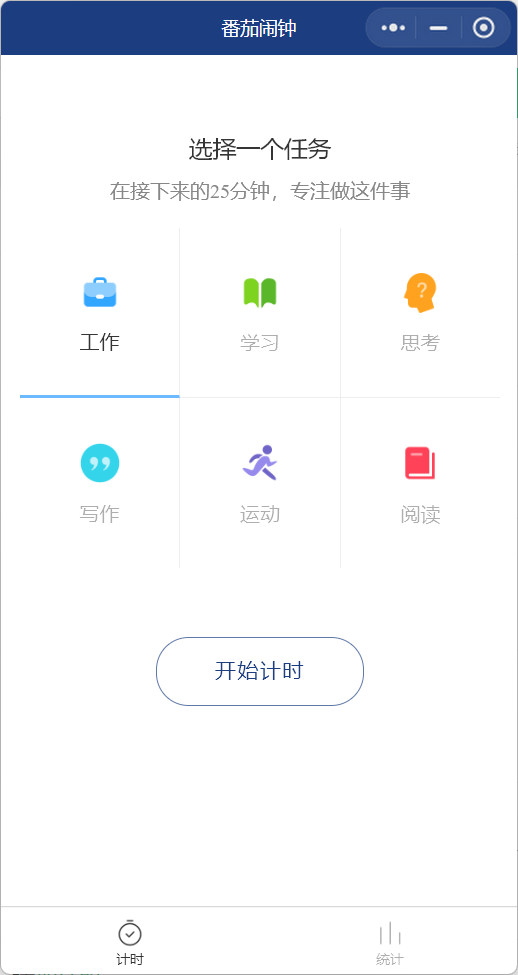 番茄闹钟
选择一个任务
在接下来的25分钟，专注做这件事
工作 学习 思考
写作 运动 阅读
开始计时
计时 统计